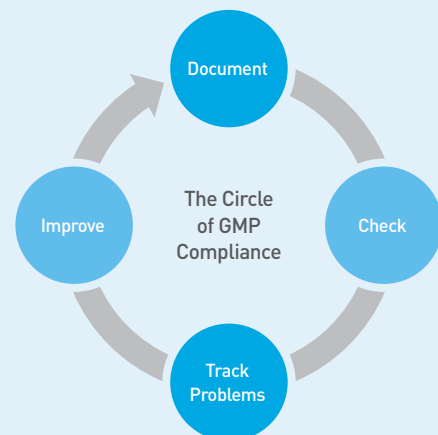 Document
Improve
The Circle
of GMP
Compliance
Check
Track
Problems